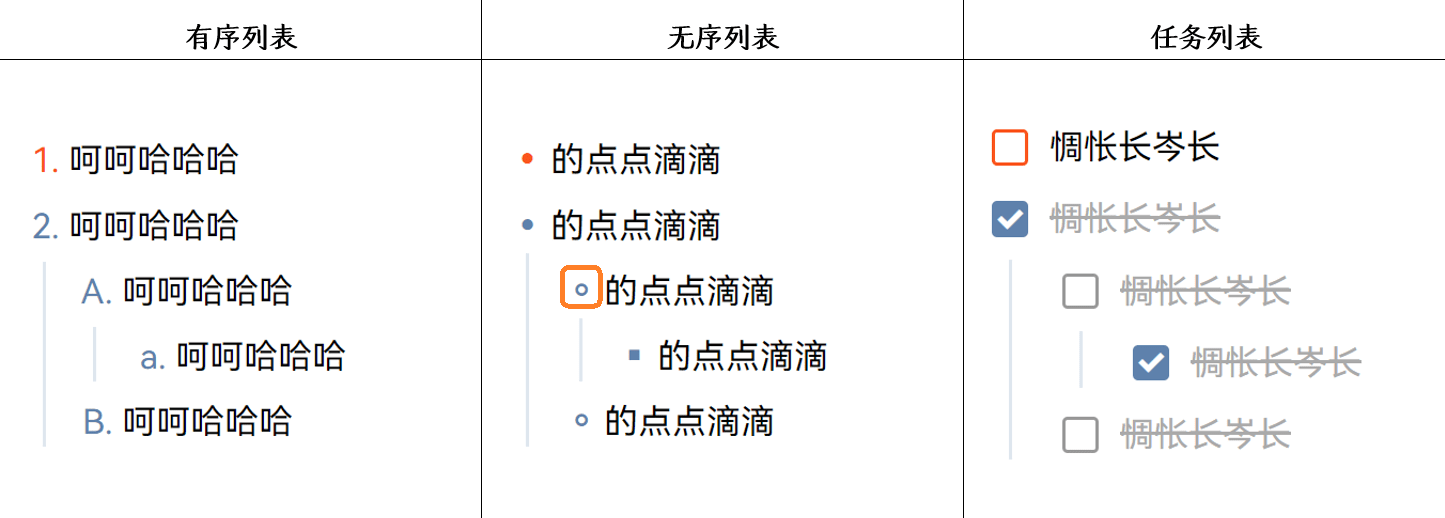 有序列表
无序列表
任务列表
1. 呵呵哈哈哈
2. 呵呵哈哈哈
A. 呵呵哈哈哈
a. 呵呵哈哈哈
B. 呵呵哈哈哈
的点点滴滴
的点点滴滴
的点点滴滴
的点点滴滴
的点点滴滴
惆怅长岑长
惆怅长岑长
惆怅长岑长
惆怅长岑长
惆怅长岑长